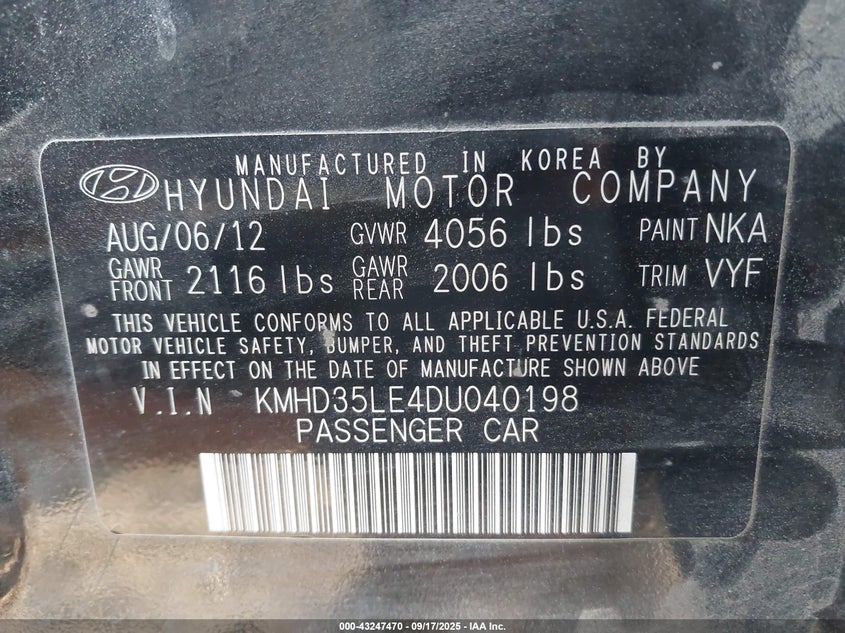 MANUFACTURED IN KOREA BY
HYUNDAI MOTOR COMPANY
AUG/06/12 GVWR 4056 lbs PAINT NKA
GAWR FRONT 2116 lbs GAWR REAR 2006 lbs TRIM VYF
THIS VEHICLE CONFORMS TO ALL APPLICABLE U.S.A. FEDERAL
MOTOR VEHICLE SAFETY, BUMPER, AND THEFT PREVENTION STANDARDS
IN EFFECT ON THE DATE OF MANUFACTURE SHOWN ABOVE
V.I.N KMHD35LE4DU040198
PASSENGER CAR
000-43247470 - 09/17/2025 - IAA Inc.